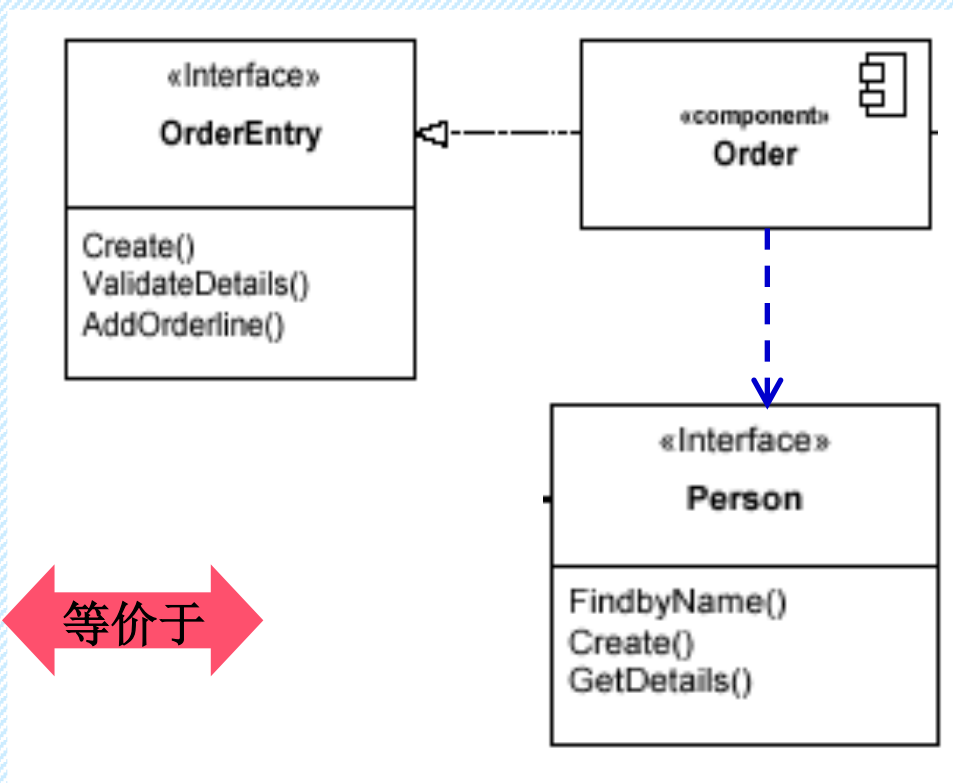 «Interface»
OrderEntry
Create()
ValidateDetails()
AddOrderline()
«component»
Order
«Interface»
Person
FindbyName()
Create()
GetDetails()
等价于